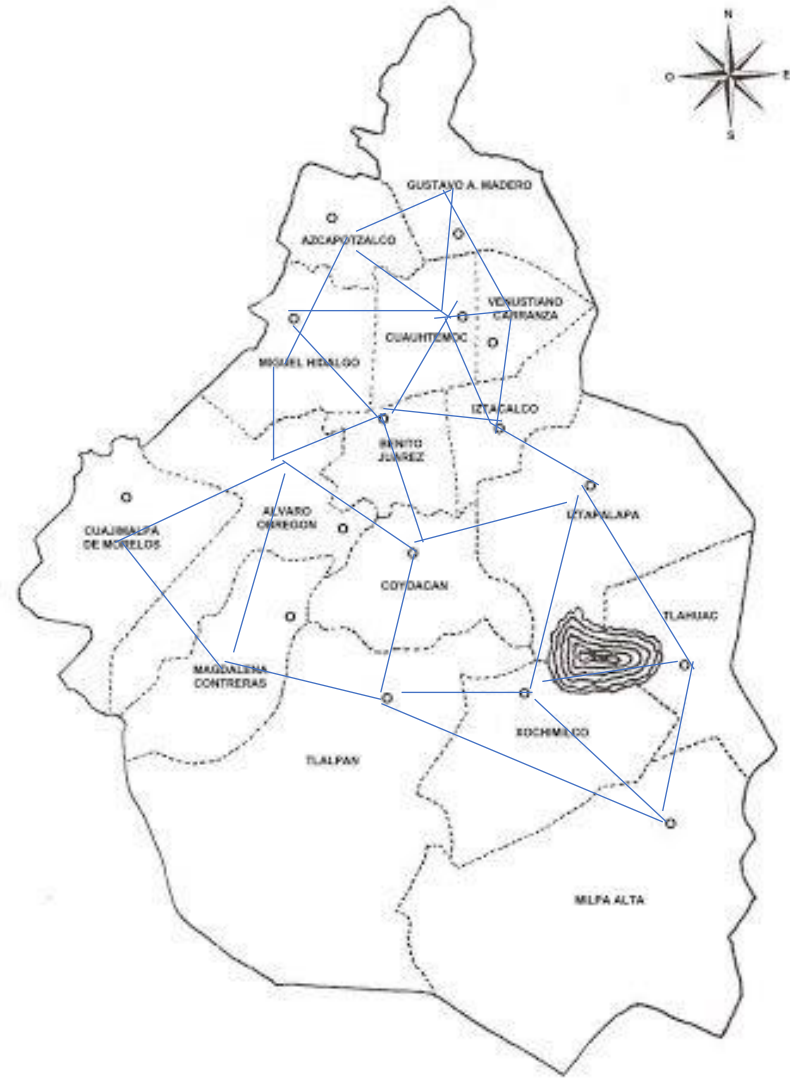 N
O
E
S
GUSTAVO A. MADERO
AZCAPOTZALCO
VENUSTIANO
CARRANZA
CUAUHTEMOC
MIGUEL HIDALGO
IZTACALCO
BENITO
JUAREZ
ALVARO
OBREGON
IZTAPALAPA
CUAJIMALPA
DE MORELOS
COYOACAN
TLAHUAC
MAGDALENA
CONTRERAS
XOCHIMILCO
TLALPAN
MILPA ALTA